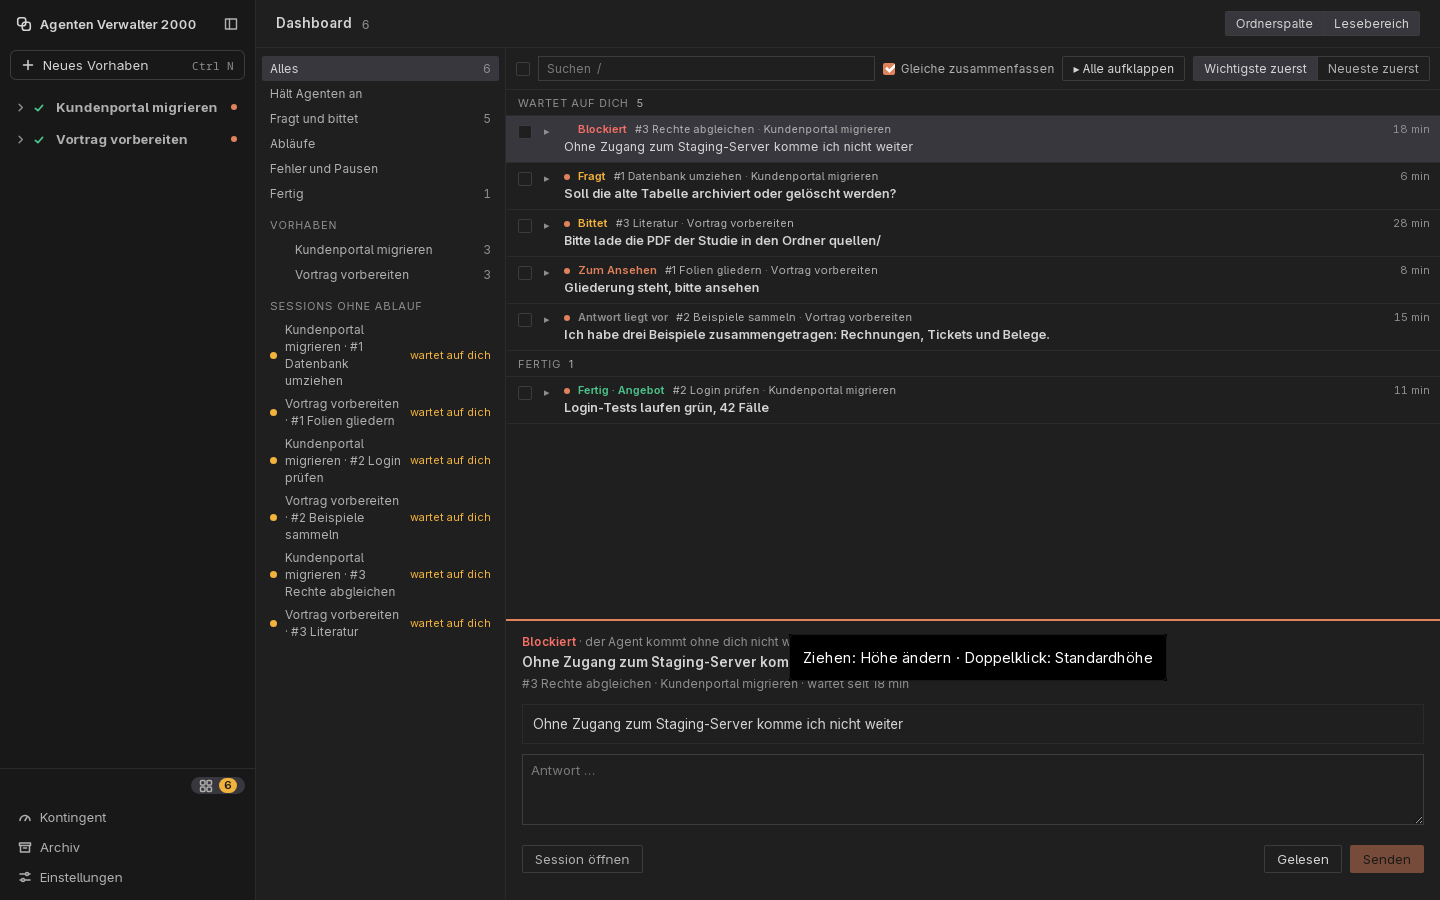 Agenten Verwalter 2000
Neues Vorhaben Ctrl N
Kundenportal migrieren
Vortrag vorbereiten
6
Kontingent
Archiv
Einstellungen
Dashboard 6
Ordnerspalte Lesebereich
Alles 6
Hält Agenten an
Fragt und bittet 5
Abläufe
Fehler und Pausen
Fertig 1
VORHABEN
Kundenportal migrieren 3
Vortrag vorbereiten 3
SESSIONS OHNE ABLAUF
Kundenportal
migrieren · #1
Datenbank
umziehen
wartet auf dich
Vortrag vorbereiten
· #1 Folien gliedern
wartet auf dich
Kundenportal
migrieren · #2 Login
prüfen
wartet auf dich
Vortrag vorbereiten
· #2 Beispiele
sammeln
wartet auf dich
Kundenportal
migrieren · #3
Rechte abgleichen
wartet auf dich
Vortrag vorbereiten
· #3 Literatur
wartet auf dich
Suchen /
Gleiche zusammenfassen
▸ Alle aufklappen
Wichtigste zuerst Neueste zuerst
WARTET AUF DICH 5
Blockiert #3 Rechte abgleichen · Kundenportal migrieren 18 min
Ohne Zugang zum Staging-Server komme ich nicht weiter
Fragt #1 Datenbank umziehen · Kundenportal migrieren 6 min
Soll die alte Tabelle archiviert oder gelöscht werden?
Bittet #3 Literatur · Vortrag vorbereiten 28 min
Bitte lade die PDF der Studie in den Ordner quellen/
Zum Ansehen #1 Folien gliedern · Vortrag vorbereiten 8 min
Gliederung steht, bitte ansehen
Antwort liegt vor #2 Beispiele sammeln · Vortrag vorbereiten 15 min
Ich habe drei Beispiele zusammengetragen: Rechnungen, Tickets und Belege.
FERTIG 1
Fertig · Angebot #2 Login prüfen · Kundenportal migrieren 11 min
Login-Tests laufen grün, 42 Fälle
Blockiert · der Agent kommt ohne dich nicht
Ohne Zugang zum Staging-Server
Ziehen: Höhe ändern · Doppelklick: Standardhöhe
#3 Rechte abgleichen · Kundenportal migrieren · wartet seit 18 min
Ohne Zugang zum Staging-Server komme ich nicht weiter
Antwort …
Session öffnen
Gelesen
Senden